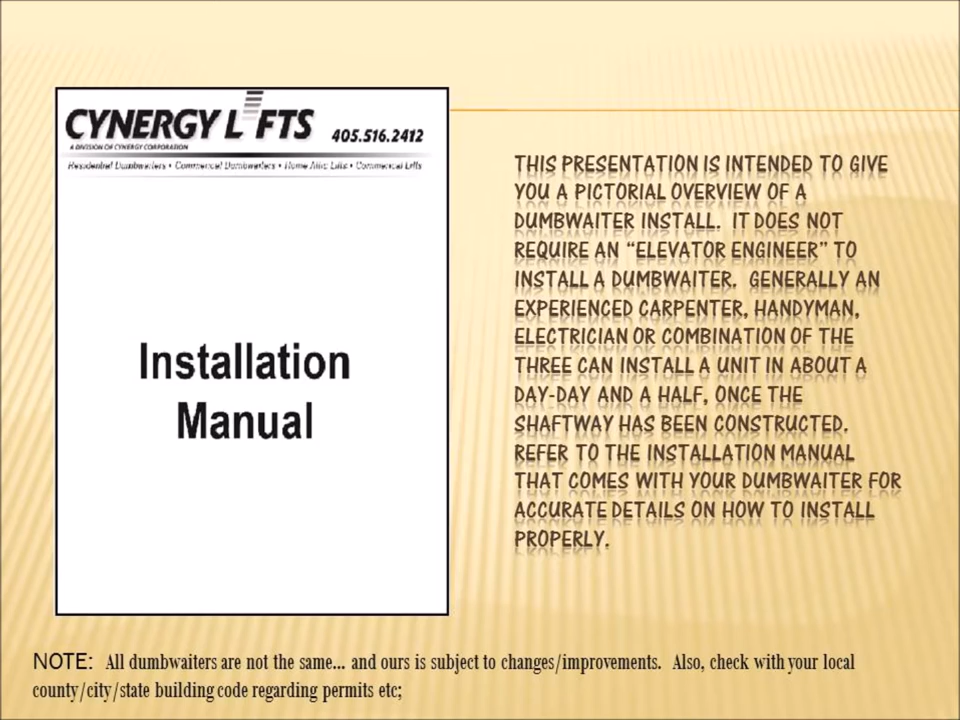 CYNERGY LIFTS
405.516.2412
A DIVISION OF CYNERGY CORPORATION
Residential Dumbwaiters • Commercial Dumbwaiters • Home Attic Lifts • Commercial Lifts
Installation
Manual
THIS PRESENTATION IS INTENDED TO GIVE
YOU A PICTORIAL OVERVIEW OF A
DUMBWAITER INSTALL. IT DOES NOT
REQUIRE AN “ELEVATOR ENGINEER” TO
INSTALL A DUMBWAITER. GENERALLY AN
EXPERIENCED CARPENTER, HANDYMAN,
ELECTRICIAN OR COMBINATION OF THE
THREE CAN INSTALL A UNIT IN ABOUT A
DAY-DAY AND A HALF, ONCE THE
SHAFTWAY HAS BEEN CONSTRUCTED.
REFER TO THE INSTALLATION MANUAL
THAT COMES WITH YOUR DUMBWAITER FOR
ACCURATE DETAILS ON HOW TO INSTALL
PROPERLY.
NOTE: All dumbwaiters are not the same... and ours is subject to changes/improvements. Also, check with your local
county/city/state building code regarding permits etc;